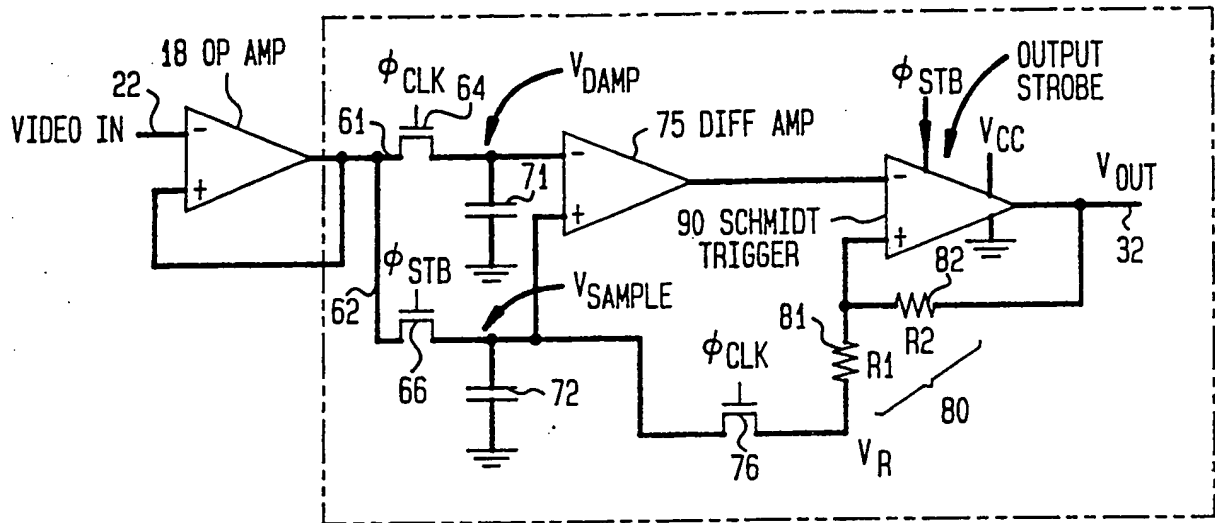 18 OP AMP
22
VIDEO IN
-
+
ϕCLK
64
61
VDAMP
71
-
+
75 DIFF AMP
ϕSTB
OUTPUT
STROBE
VCC
-
+
VOUT
32
90 SCHMIDT
TRIGGER
62
ϕSTB
66
VSAMPLE
72
ϕCLK
76
82
R2
81
R1
80
VR